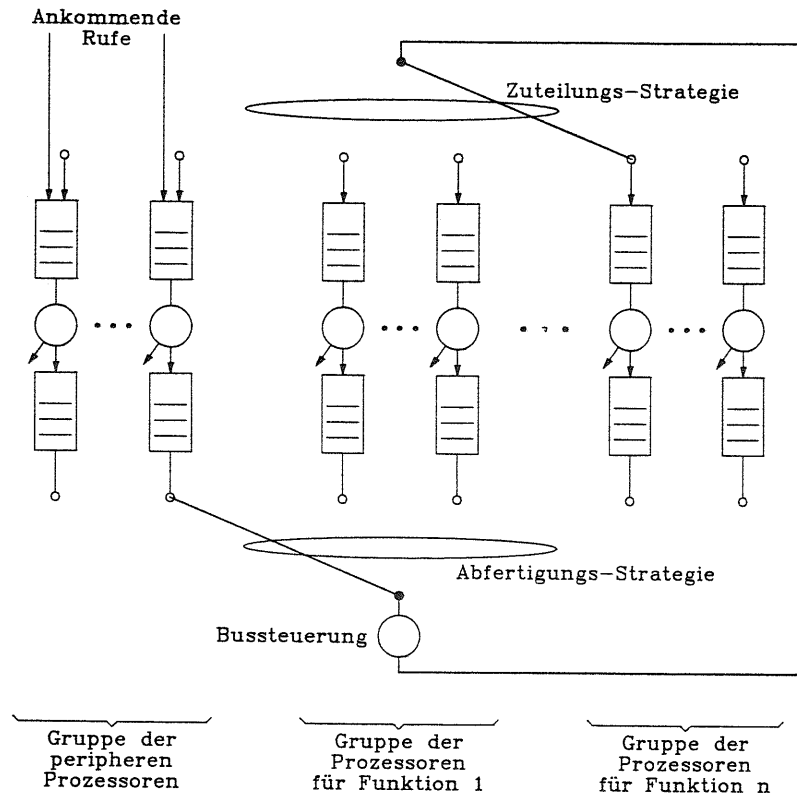 Ankommende
Rufe
Zuteilungs-Strategie
Abfertigungs-Strategie
Bussteuerung
Gruppe der
peripheren
Prozessoren
Gruppe der
Prozessoren
für Funktion 1
Gruppe der
Prozessoren
für Funktion n